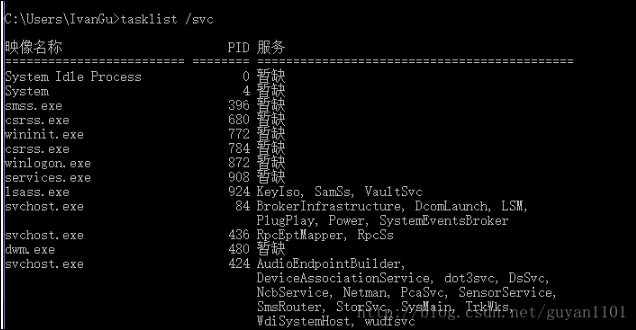 C:\Users\IvanGu>tasklist /svc
映像名称 PID 服务
========================= ======== ============================================
System Idle Process 0 暂缺
System 4 暂缺
smss.exe 396 暂缺
csrss.exe 680 暂缺
wininit.exe 772 暂缺
csrss.exe 784 暂缺
winlogon.exe 872 暂缺
services.exe 908 暂缺
lsass.exe 924 KeyIso, SamSs, VaultSvc
svchost.exe 84 BrokerInfrastructure, DcomLaunch, LSM,
PlugPlay, Power, SystemEventsBroker
svchost.exe 436 RpcEptMapper, RpcSs
dwm.exe 480 暂缺
svchost.exe 424 AudioEndpointBuilder,
DeviceAssociationService, dot3svc, DsSvc,
NcbService, Netman, PcaSvc, SensorService,
SmsRouter, StorSvc, SysMain, TrkWks,
WdiSystemHost, wudfsvc
http://blog.csdn.net/guyan1101